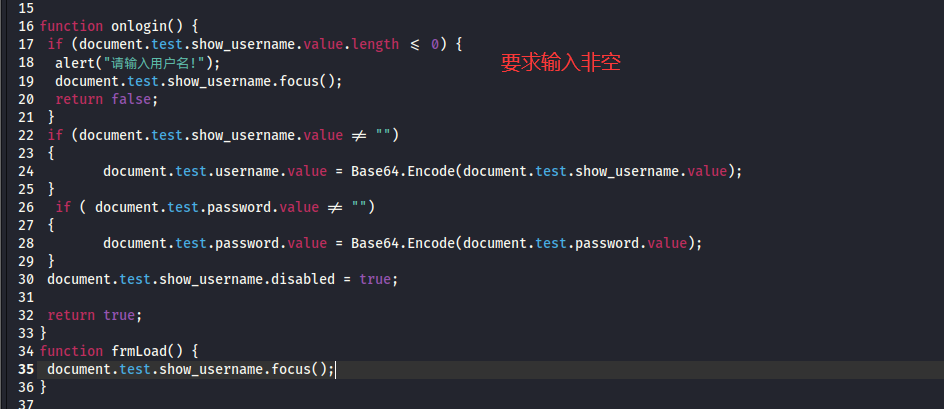 15
16 function onlogin() {
17 if (document.test.show_username.value.length <= 0) {
18 alert("请输入用户名!");
要求输入非空
19 document.test.show_username.focus();
20 return false;
21 }
22 if (document.test.show_username.value != "")
23 {
24 document.test.username.value = Base64.Encode(document.test.show_username.value);
25 }
26 if ( document.test.password.value != "")
27 {
28 document.test.password.value = Base64.Encode(document.test.password.value);
29 }
30 document.test.show_username.disabled = true;
31
32 return true;
33 }
34 function frmLoad() {
35 document.test.show_username.focus();
36 }
37